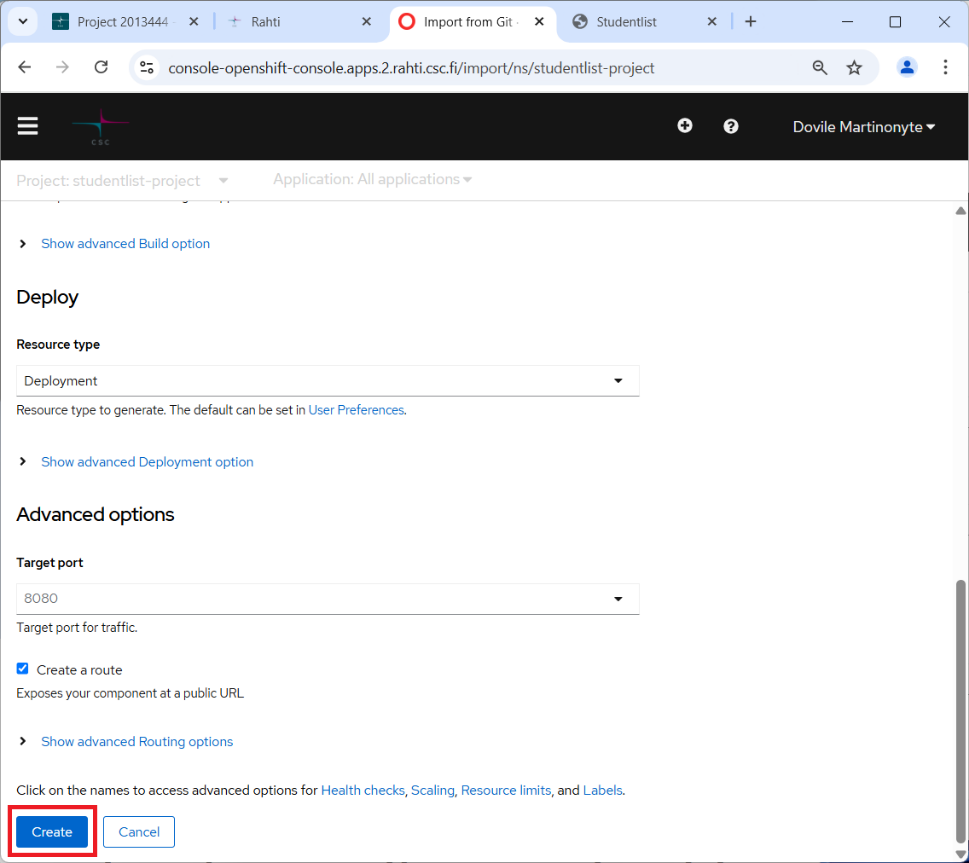 Project 2013444
Rahti
Import from Git
Studentlist
console-openshift-console.apps.2.rahti.csc.fi/import/ns/studentlist-project
CSC
Dovile Martinonyte
Project: studentlist-project
Application: All applications
Show advanced Build option
Deploy
Resource type
Deployment
Resource type to generate. The default can be set in User Preferences.
Show advanced Deployment option
Advanced options
Target port
8080
Target port for traffic.
Create a route
Exposes your component at a public URL
Show advanced Routing options
Click on the names to access advanced options for Health checks, Scaling, Resource limits, and Labels.
Create
Cancel